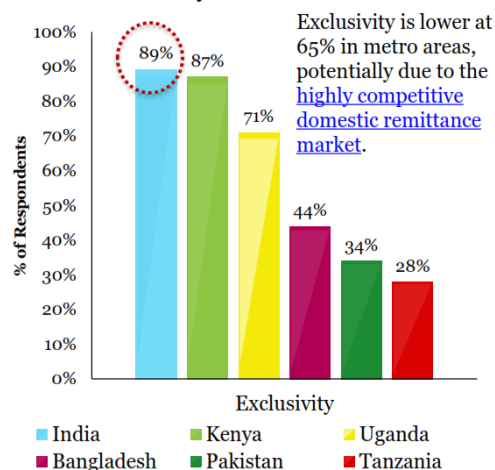 Exclusivity is lower at
65% in metro areas,
potentially due to the
highly competitive
domestic remittance
market.
% of Respondents
100%
90%
80%
70%
60%
50%
40%
30%
20%
10%
0%
89%
87%
71%
44%
34%
28%
Exclusivity
India
Kenya
Uganda
Bangladesh
Pakistan
Tanzania